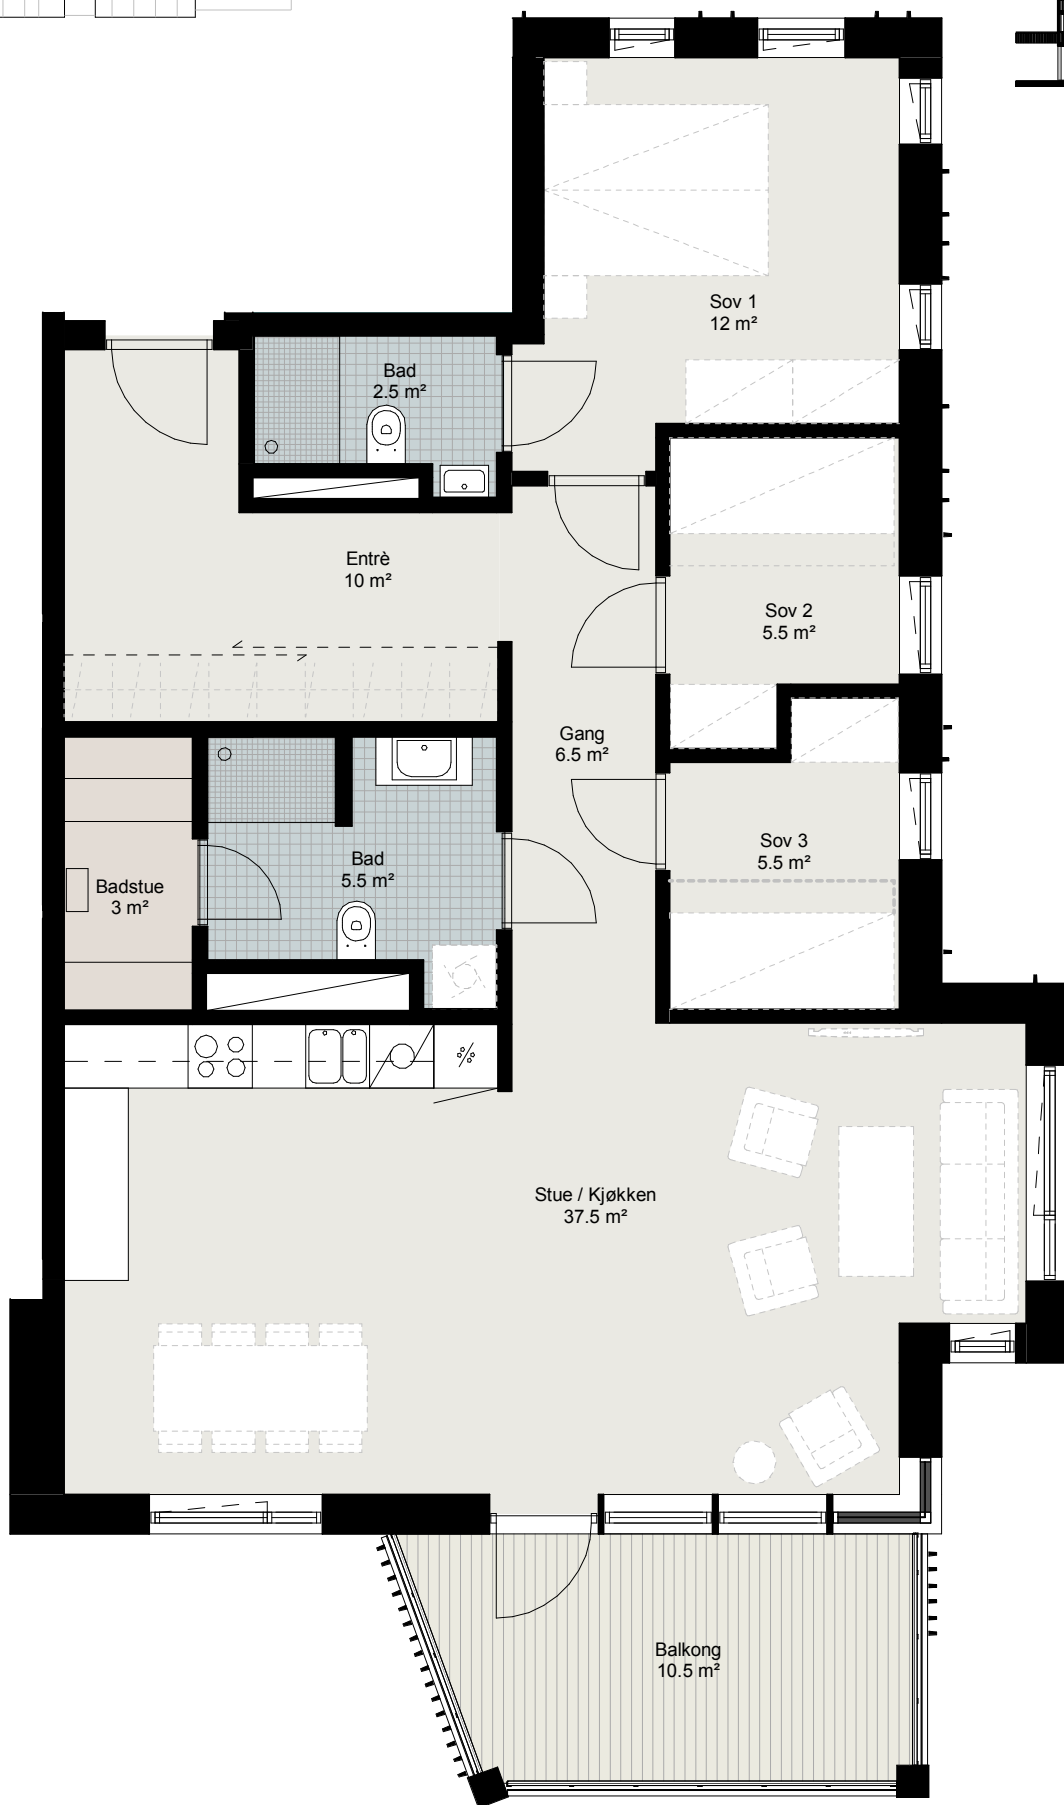 Sov 1
12 m²
Bad
2.5 m²
Entrè
10 m²
Sov 2
5.5 m²
Gang
6.5 m²
Sov 3
5.5 m²
Bad
5.5 m²
Badstue
3 m²
Stue / Kjøkken
37.5 m²
Balkong
10.5 m²